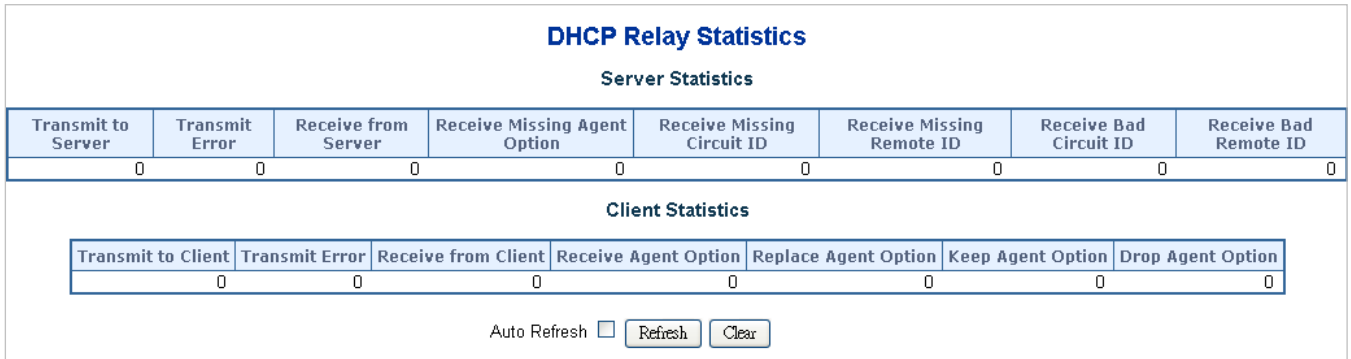 DHCP Relay Statistics
Server Statistics
Transmit to Server Transmit Error Receive from Server Receive Missing Agent Option Receive Missing Circuit ID Receive Missing Remote ID Receive Bad Circuit ID Receive Bad Remote ID
0 0 0 0 0 0 0 0
Client Statistics
Transmit to Client Transmit Error Receive from Client Receive Agent Option Replace Agent Option Keep Agent Option Drop Agent Option
0 0 0 0 0 0 0
Auto Refresh Refresh Clear